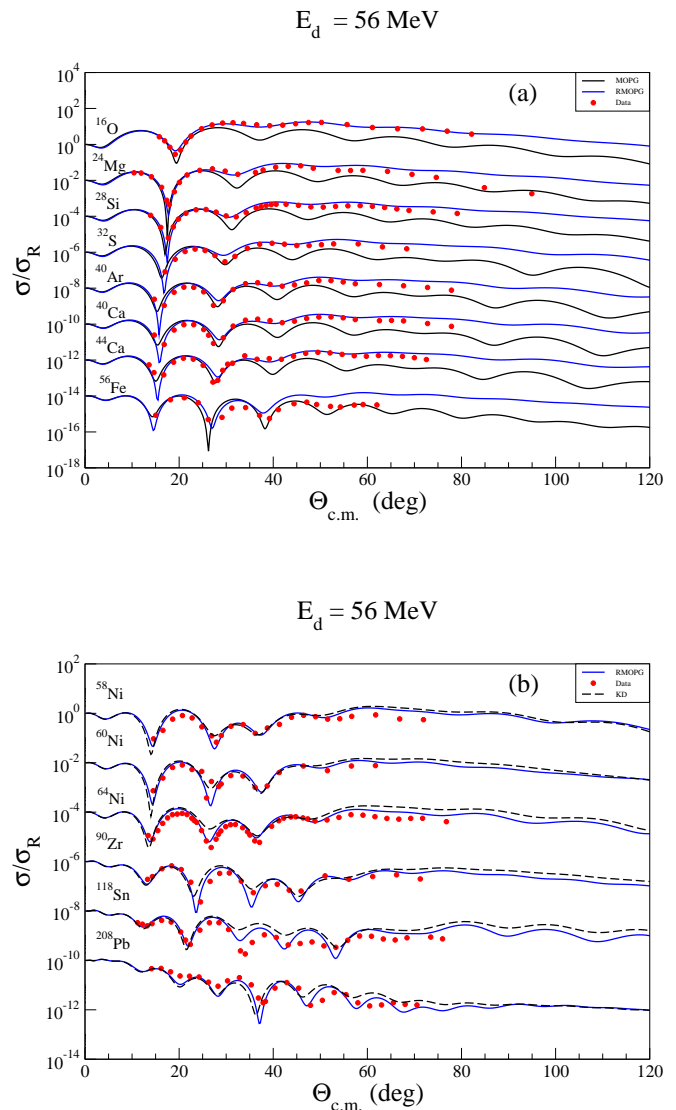 E_d = 56 MeV
(a)
MOPG
RMOPG
Data
10^4
10^2
10^0
10^-2
10^-4
10^-6
10^-8
10^-10
10^-12
10^-14
10^-16
10^-18
σ/σ_R
^16O
^24Mg
^28Si
^32S
^40Ar
^40Ca
^44Ca
^56Fe
0 20 40 60 80 100 120
Θ_c.m. (deg)
E_d = 56 MeV
(b)
RMOPG
Data
KD
10^2
10^0
10^-2
10^-4
10^-6
10^-8
10^-10
10^-12
10^-14
σ/σ_R
^58Ni
^60Ni
^64Ni
^90Zr
^118Sn
^208Pb
0 20 40 60 80 100 120
Θ_c.m. (deg)